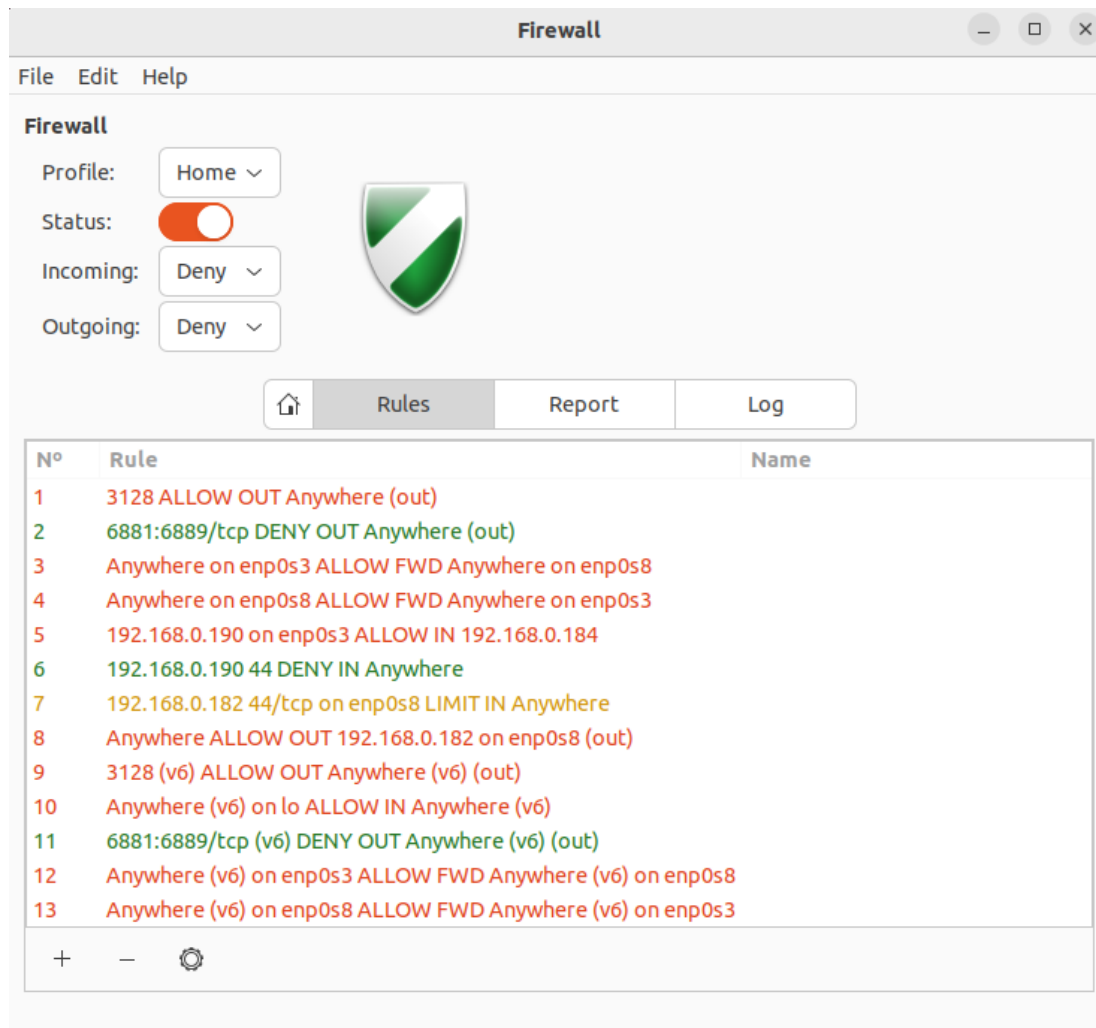 Firewall
File Edit Help
Firewall
Profile: Home
Status:
Incoming: Deny
Outgoing: Deny
Rules Report Log
Nº Rule Name
1 3128 ALLOW OUT Anywhere (out)
2 6881:6889/tcp DENY OUT Anywhere (out)
3 Anywhere on enp0s3 ALLOW FWD Anywhere on enp0s8
4 Anywhere on enp0s8 ALLOW FWD Anywhere on enp0s3
5 192.168.0.190 on enp0s3 ALLOW IN 192.168.0.184
6 192.168.0.190 44 DENY IN Anywhere
7 192.168.0.182 44/tcp on enp0s8 LIMIT IN Anywhere
8 Anywhere ALLOW OUT 192.168.0.182 on enp0s8 (out)
9 3128 (v6) ALLOW OUT Anywhere (v6) (out)
10 Anywhere (v6) on lo ALLOW IN Anywhere (v6)
11 6881:6889/tcp (v6) DENY OUT Anywhere (v6) (out)
12 Anywhere (v6) on enp0s3 ALLOW FWD Anywhere (v6) on enp0s8
13 Anywhere (v6) on enp0s8 ALLOW FWD Anywhere (v6) on enp0s3